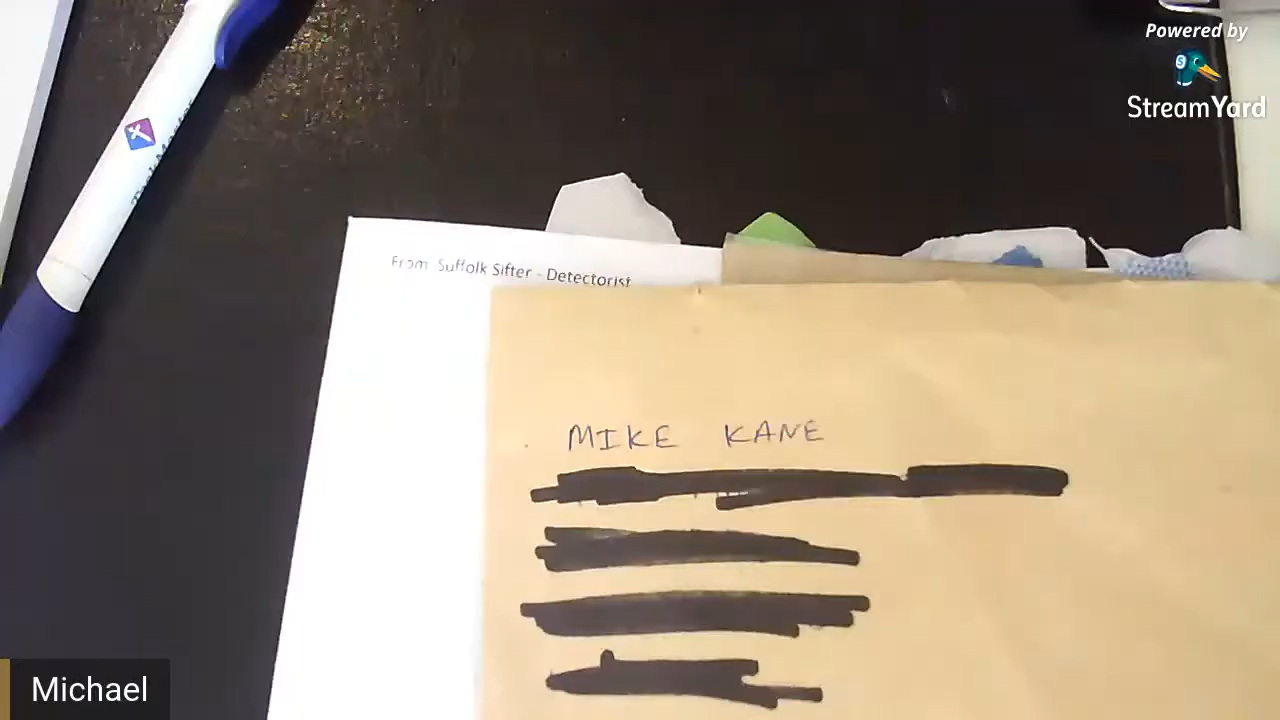 Powered by
StreamYard
From Suffolk Sifter - Detectorist
MIKE KANE
Michael